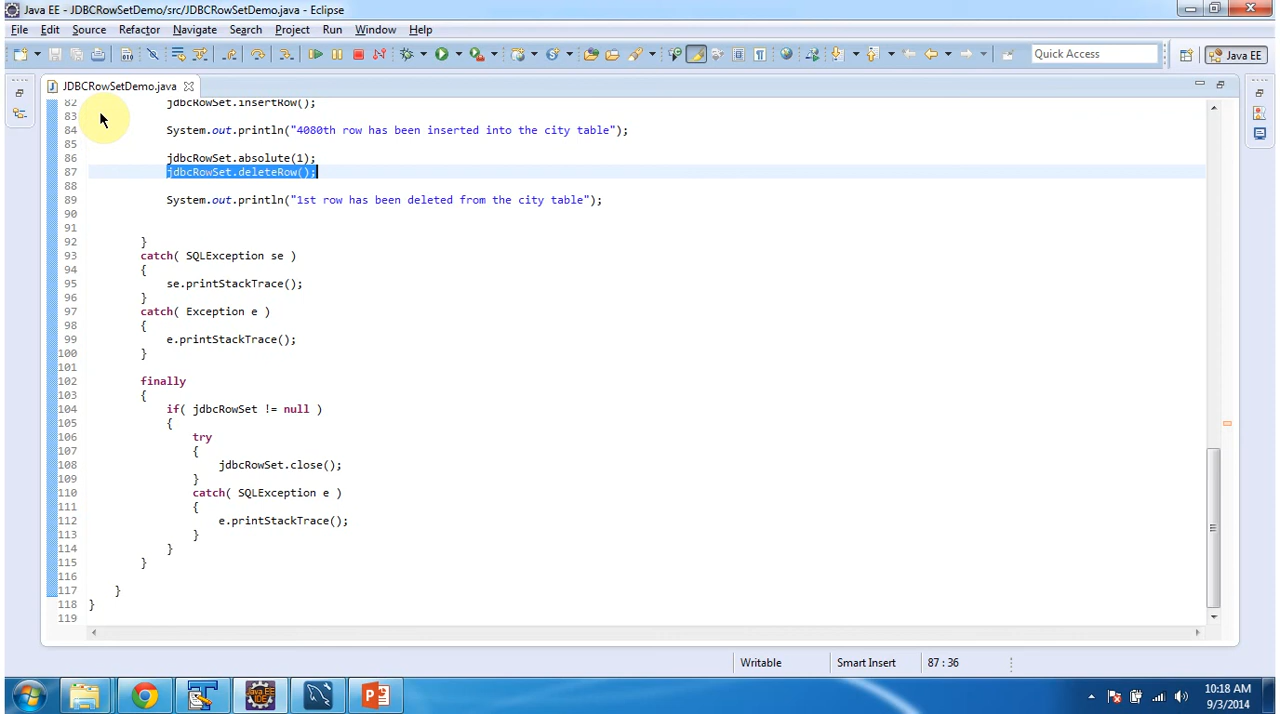 Java EE - JDBCRowSetDemo/src/JDBCRowSetDemo.java - Eclipse
File Edit Source Refactor Navigate Search Project Run Window Help
Quick Access Java EE
JDBCRowSetDemo.java
82 jdbcRowSet.insertRow();
83
84 System.out.println("4080th row has been inserted into the city table");
85
86 jdbcRowSet.absolute(1);
87 jdbcRowSet.deleteRow();
88
89 System.out.println("1st row has been deleted from the city table");
90
91
92 }
93 catch( SQLException se )
94 {
95 se.printStackTrace();
96 }
97 catch( Exception e )
98 {
99 e.printStackTrace();
100 }
101
102 finally
103 {
104 if( jdbcRowSet != null )
105 {
106 try
107 {
108 jdbcRowSet.close();
109 }
110 catch( SQLException e )
111 {
112 e.printStackTrace();
113 }
114 }
115 }
116
117 }
118 }
119
Writable Smart Insert 87 : 36
Java EE IDE
10:18 AM
9/3/2014